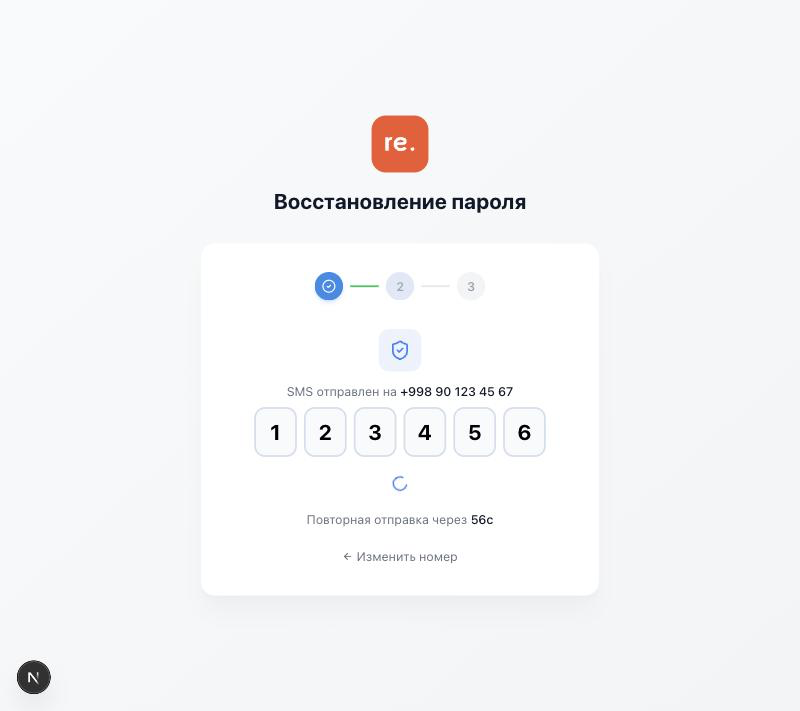 re.
Восстановление пароля
2 3
SMS отправлен на +998 90 123 45 67
1 2 3 4 5 6
Повторная отправка через 56с
← Изменить номер
N